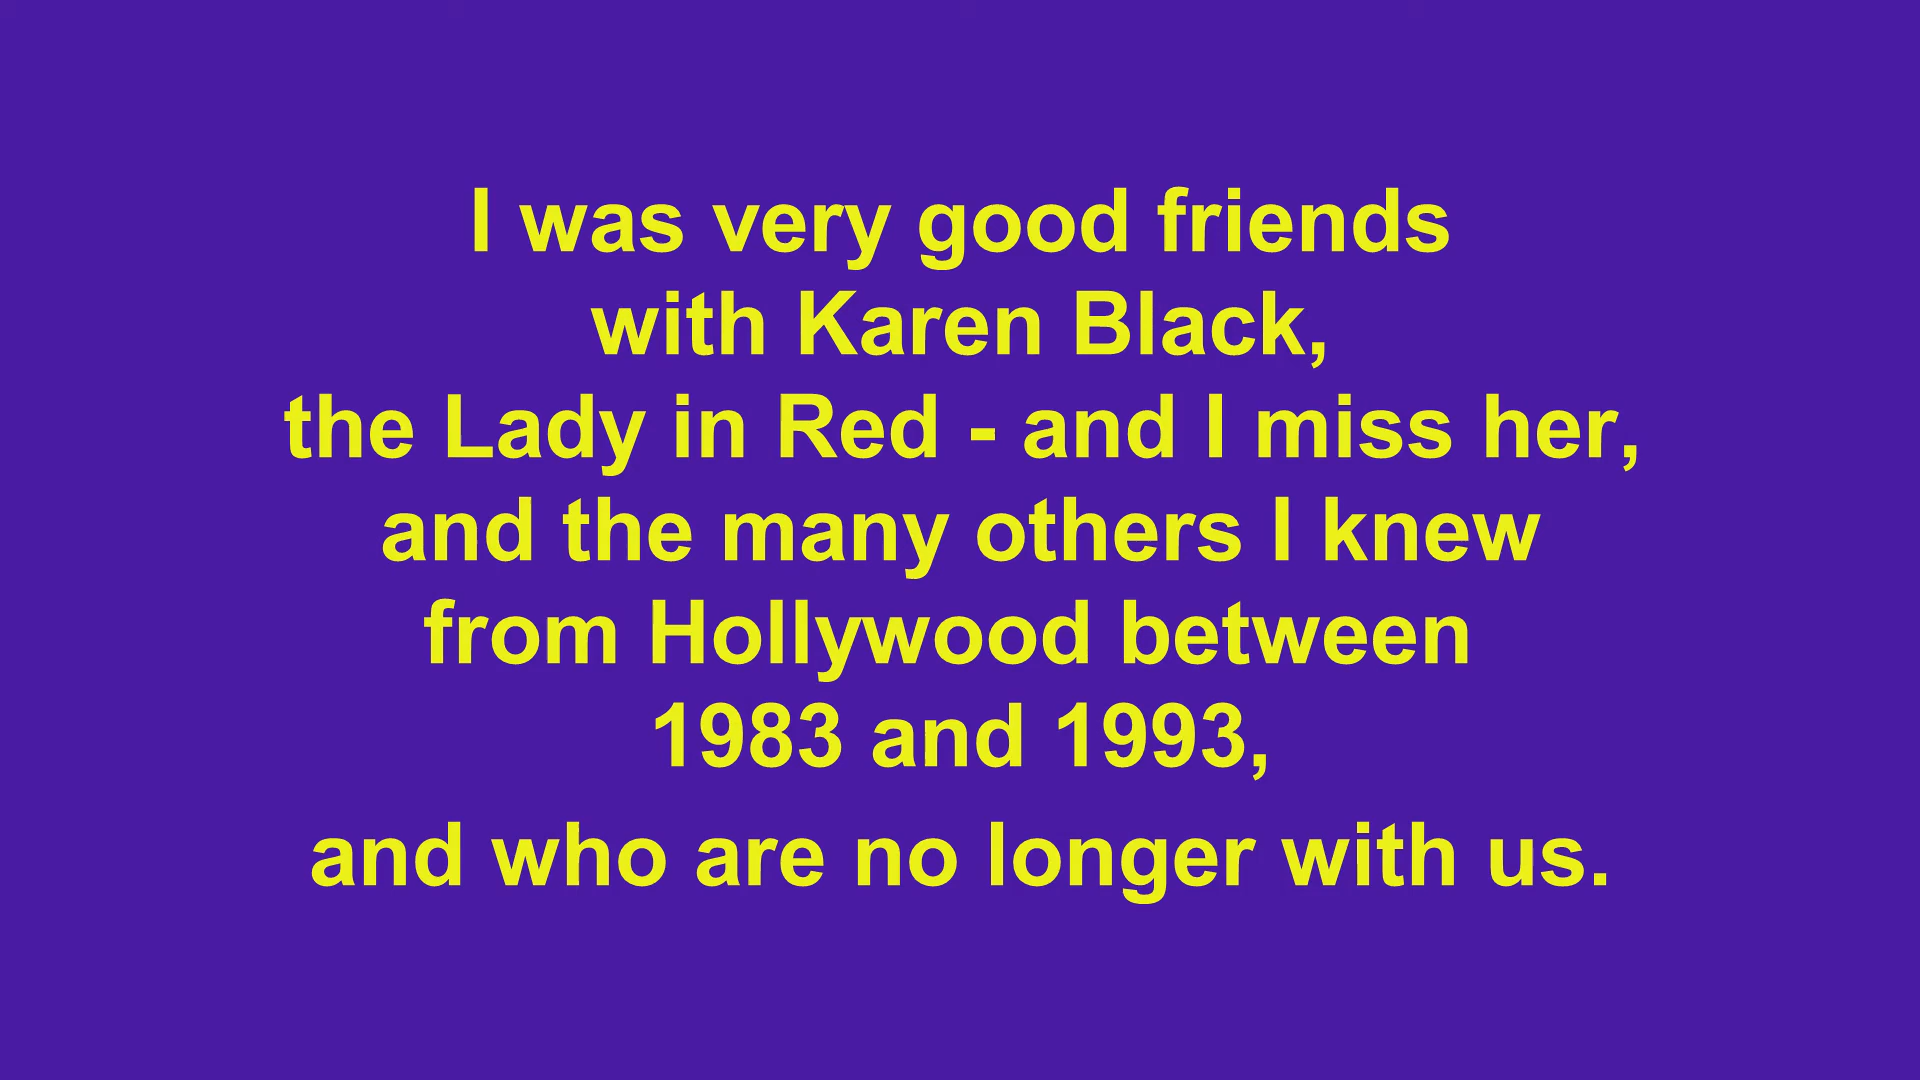 I was very good friends
with Karen Black,
the Lady in Red - and I miss her,
and the many others I knew
from Hollywood between
1983 and 1993,
and who are no longer with us.